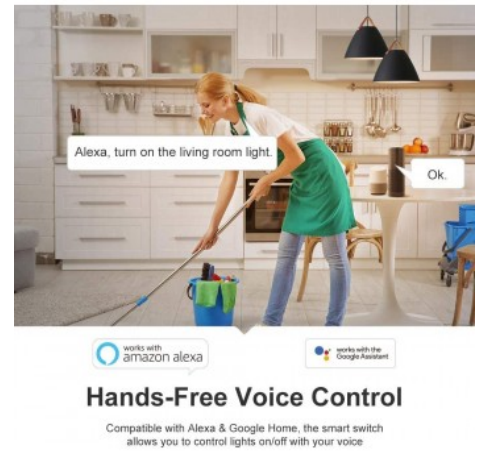 Alexa, turn on the living room light.
Ok.
works with
amazon alexa
works with the
Google Assistant
Hands-Free Voice Control
Compatible with Alexa & Google Home, the smart switch
allows you to control lights on/off with your voice